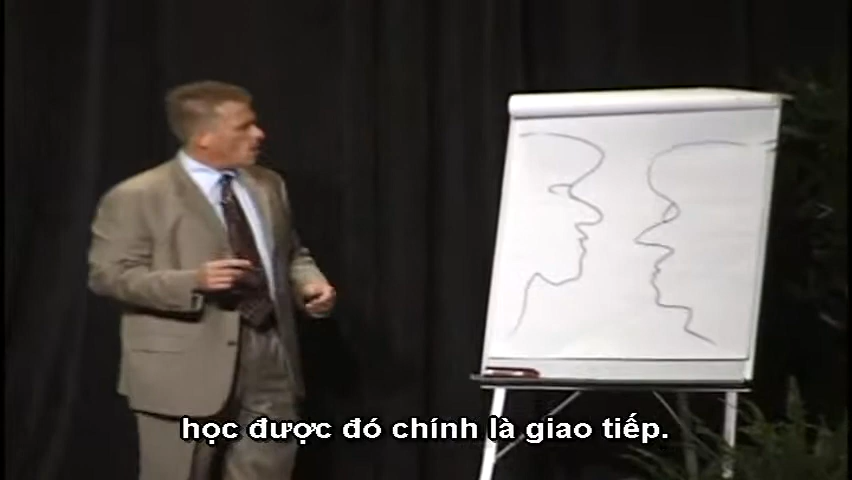 học được đó chính là giao tiếp.